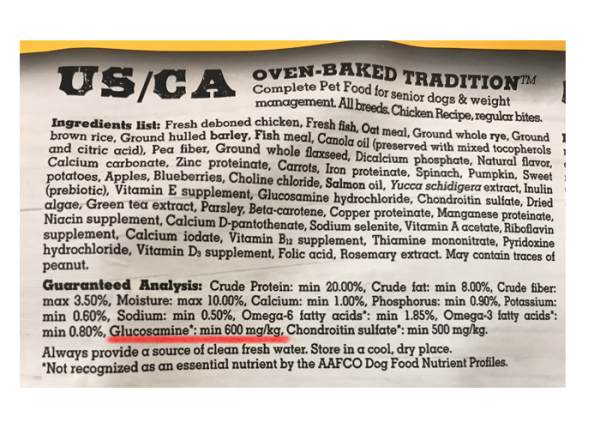 US/CA
OVEN-BAKED TRADITION™
Complete Pet Food for senior dogs & weight
management. All breeds. Chicken Recipe, regular bites.
Ingredients list: Fresh deboned chicken, Fresh fish, Oat meal, Ground whole rye, Ground
brown rice, Ground hulled barley, Fish meal, Canola oil (preserved with mixed tocopherols
and citric acid), Pea fiber, Ground whole flaxseed, Dicalcium phosphate, Natural flavor,
Calcium carbonate, Zinc proteinate, Carrots, Iron proteinate, Spinach, Pumpkin, Sweet
potatoes, Apples, Blueberries, Choline chloride, Salmon oil, Yucca schidigera extract, Inulin
(prebiotic), Vitamin E supplement, Glucosamine hydrochloride, Chondroitin sulfate, Dried
algae, Green tea extract, Parsley, Beta-carotene, Copper proteinate, Manganese proteinate,
Niacin supplement, Calcium D-pantothenate, Sodium selenite, Vitamin A acetate, Riboflavin
supplement, Calcium iodate, Vitamin B12 supplement, Thiamine mononitrate, Pyridoxine
hydrochloride, Vitamin D3 supplement, Folic acid, Rosemary extract. May contain traces of
peanut.
Guaranteed Analysis: Crude Protein: min 20.00%, Crude fat: min 8.00%, Crude fiber:
max 3.50%, Moisture: max 10.00%, Calcium: min 1.00%, Phosphorus: min 0.90%, Potassium:
min 0.60%, Sodium: min 0.50%, Omega-6 fatty acids*: min 1.85%, Omega-3 fatty acids*:
min 0.80%, Glucosamine*: min 600 mg/kg, Chondroitin sulfate*: min 500 mg/kg.
Always provide a source of clean fresh water. Store in a cool, dry place.
*Not recognized as an essential nutrient by the AAFCO Dog Food Nutrient Profiles.